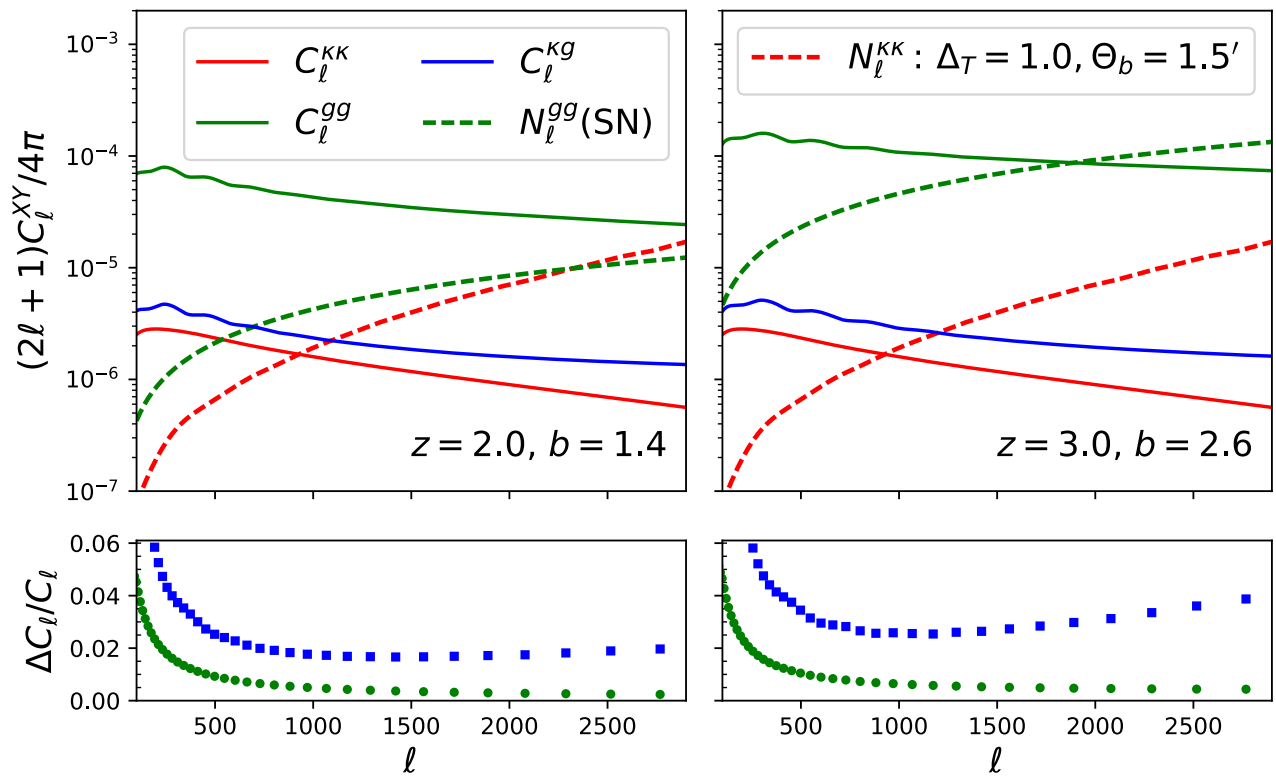 10⁻³
10⁻⁴
10⁻⁵
10⁻⁶
10⁻⁷
(2ℓ + 1)C_ℓ^{XY}/4π
C_ℓ^{κκ}
C_ℓ^{κg}
C_ℓ^{gg}
N_ℓ^{gg}(SN)
z = 2.0, b = 1.4
N_ℓ^{κκ} : Δ_T = 1.0, Θ_b = 1.5′
z = 3.0, b = 2.6
0.06
0.04
0.02
0.00
ΔC_ℓ/C_ℓ
500 1000 1500 2000 2500
500 1000 1500 2000 2500
ℓ
ℓ